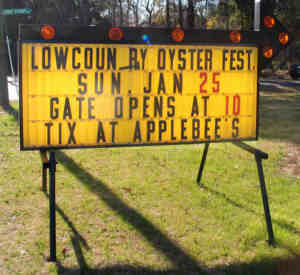 LOWCOUN RY OYSTER FEST.
SUN. JAN 25
GATE OPENS AT 10
TIX AT APPLEBEE'S